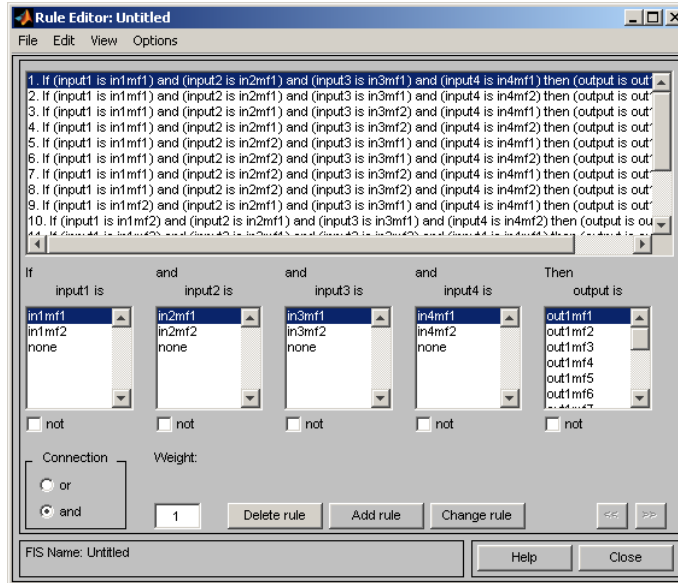 Rule Editor: Untitled
File Edit View Options
1. If (input1 is in1mf1) and (input2 is in2mf1) and (input3 is in3mf1) and (input4 is in4mf1) then (output is out1
2. If (input1 is in1mf1) and (input2 is in2mf1) and (input3 is in3mf1) and (input4 is in4mf2) then (output is out1
3. If (input1 is in1mf1) and (input2 is in2mf1) and (input3 is in3mf2) and (input4 is in4mf1) then (output is out1
4. If (input1 is in1mf1) and (input2 is in2mf1) and (input3 is in3mf2) and (input4 is in4mf2) then (output is out1
5. If (input1 is in1mf1) and (input2 is in2mf2) and (input3 is in3mf1) and (input4 is in4mf1) then (output is out1
6. If (input1 is in1mf1) and (input2 is in2mf2) and (input3 is in3mf1) and (input4 is in4mf2) then (output is out1
7. If (input1 is in1mf1) and (input2 is in2mf2) and (input3 is in3mf2) and (input4 is in4mf1) then (output is out1
8. If (input1 is in1mf1) and (input2 is in2mf2) and (input3 is in3mf2) and (input4 is in4mf2) then (output is out1
9. If (input1 is in1mf2) and (input2 is in2mf1) and (input3 is in3mf1) and (input4 is in4mf1) then (output is out1
10. If (input1 is in1mf2) and (input2 is in2mf1) and (input3 is in3mf1) and (input4 is in4mf2) then (output is ou
If and and and Then
input1 is input2 is input3 is input4 is output is
in1mf1 in2mf1 in3mf1 in4mf1 out1mf1
in1mf2 in2mf2 in3mf2 in4mf2 out1mf2
none none none none out1mf3
out1mf4
out1mf5
out1mf6
not not not not not
Connection Weight:
or
and 1 Delete rule Add rule Change rule << >>
FIS Name: Untitled Help Close